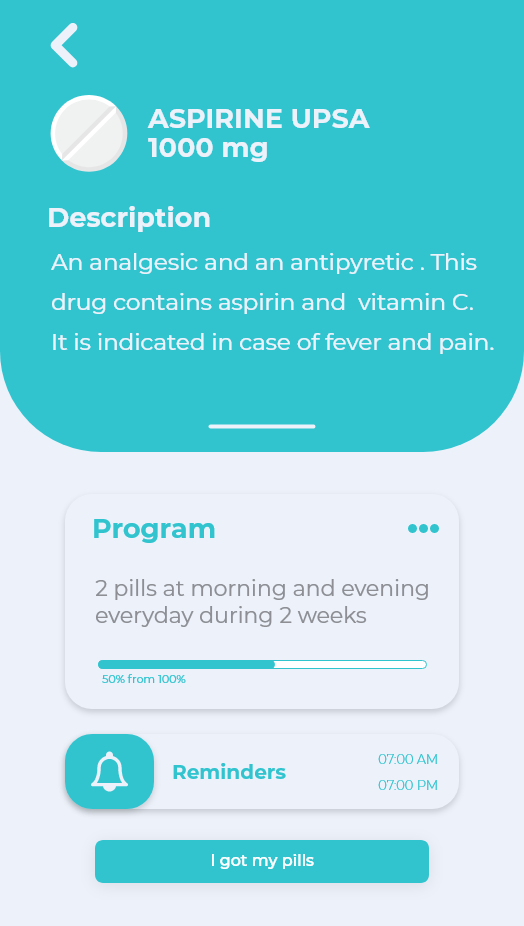 ASPIRINE UPSA
1000 mg
Description
An analgesic and an antipyretic . This
drug contains aspirin and  vitamin C.
It is indicated in case of fever and pain.
Program
2 pills at morning and evening
everyday during 2 weeks
50% from 100%
Reminders
07:00 AM
07:00 PM
I got my pills